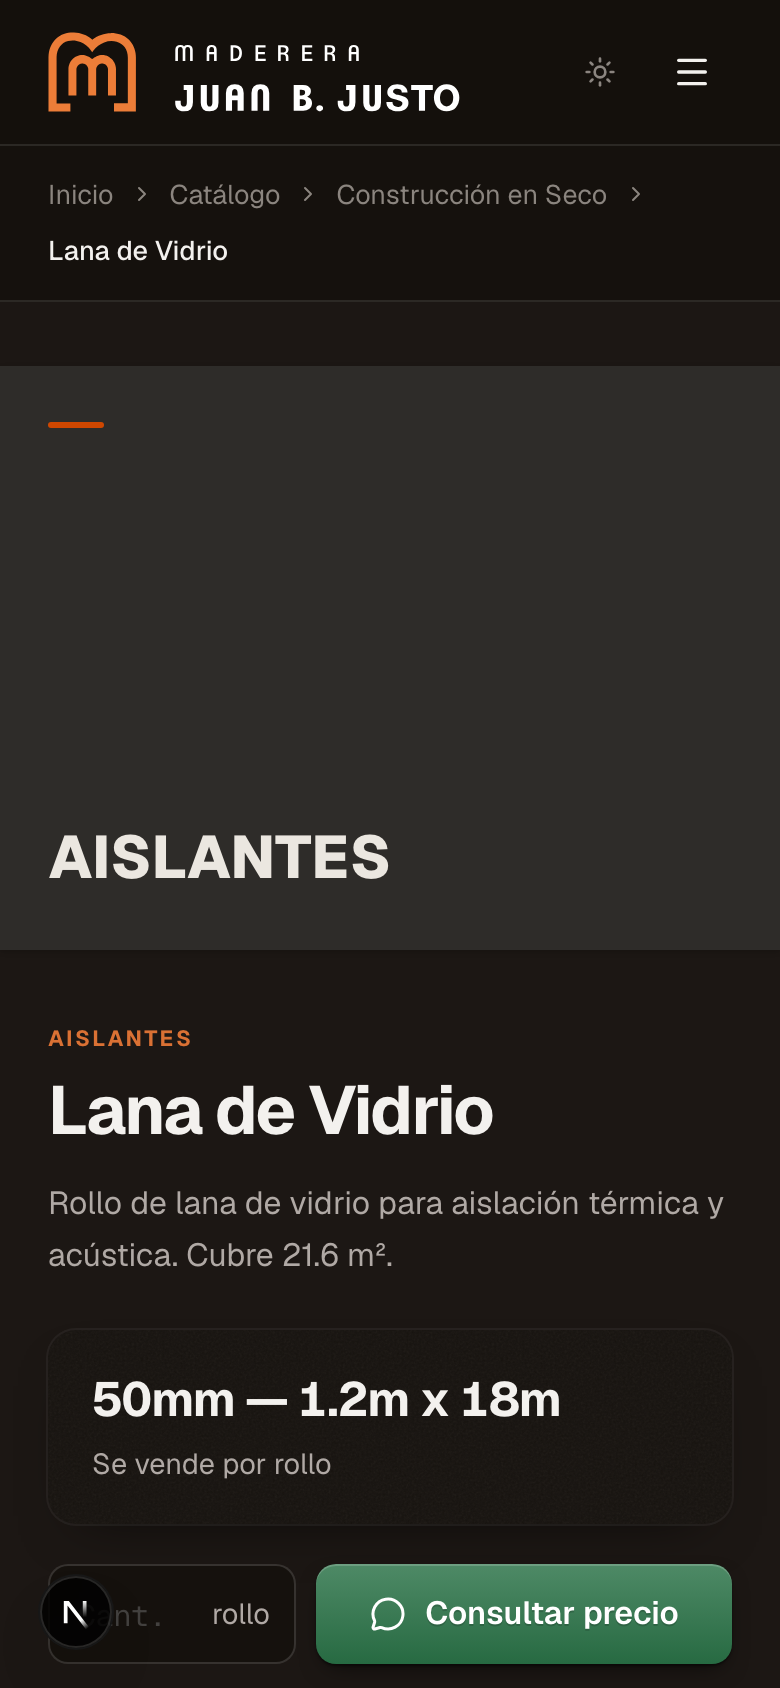 MADERERA
JUAN B. JUSTO
Inicio > Catálogo > Construcción en Seco >
Lana de Vidrio
AISLANTES
AISLANTES
Lana de Vidrio
Rollo de lana de vidrio para aislación térmica y
acústica. Cubre 21.6 m².
50mm — 1.2m x 18m
Se vende por rollo
N
rollo
Consultar precio